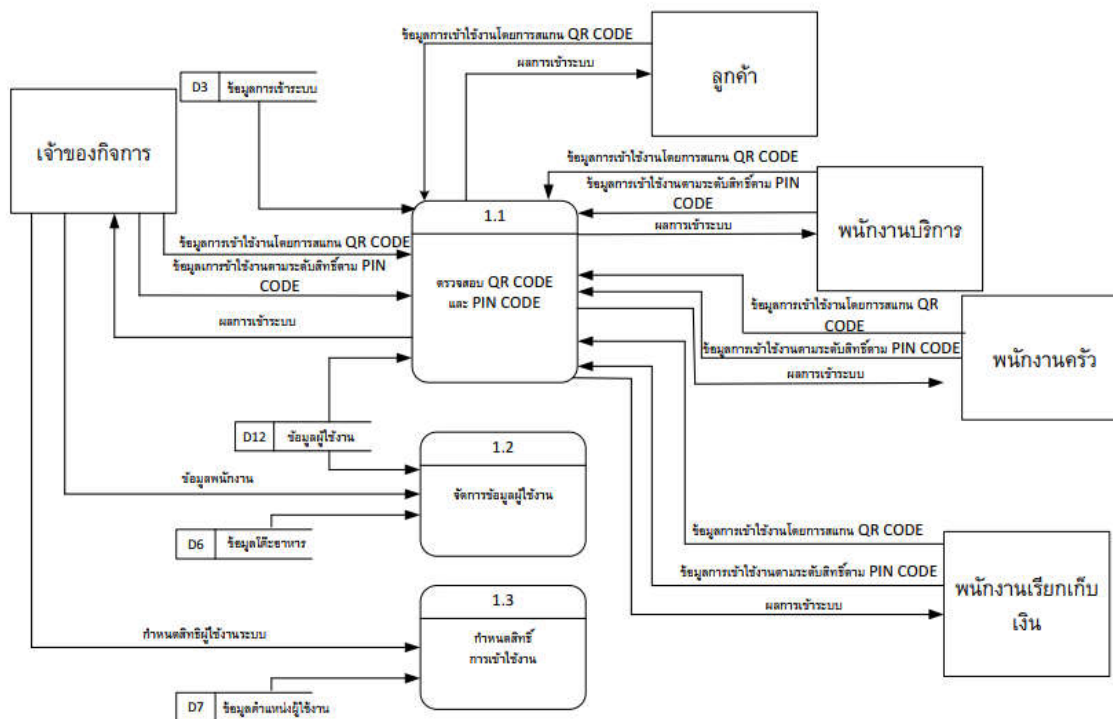 ข้อมูลการเข้าใช้งานโดยการสแกน QR CODE
ผลการเข้าระบบ
ลูกค้า
D3 ข้อมูลการเข้าระบบ
เจ้าของกิจการ
ข้อมูลการเข้าใช้งานโดยการสแกน QR CODE
ข้อมูลการเข้าใช้งานตามระดับสิทธิ์ตาม PIN
CODE
ผลการเข้าระบบ
พนักงานบริการ
1.1
ตรวจสอบ QR CODE
และ PIN CODE
ข้อมูลการเข้าใช้งานโดยการสแกน QR CODE
ข้อมูลเการข้าใช้งานตามระดับสิทธิ์ตาม PIN
CODE
ผลการเข้าระบบ
ข้อมูลการเข้าใช้งานโดยการสแกน QR
CODE
ข้อมูลการเข้าใช้งานตามระดับสิทธิ์ตาม PIN CODE
ผลการเข้าระบบ
พนักงานครัว
D12 ข้อมูลผู้ใช้งาน
1.2
จัดการข้อมูลผู้ใช้งาน
ข้อมูลพนักงาน
D6 ข้อมูลโต๊ะอาหาร
ข้อมูลการเข้าใช้งานโดยการสแกน QR CODE
ข้อมูลการเข้าใช้งานตามระดับสิทธิ์ตาม PIN CODE
ผลการเข้าระบบ
พนักงานเรียกเก็บ
เงิน
1.3
กำหนดสิทธิ์
การเข้าใช้งาน
กำหนดสิทธิผู้ใช้งานระบบ
D7 ข้อมูลตำแหน่งผู้ใช้งาน